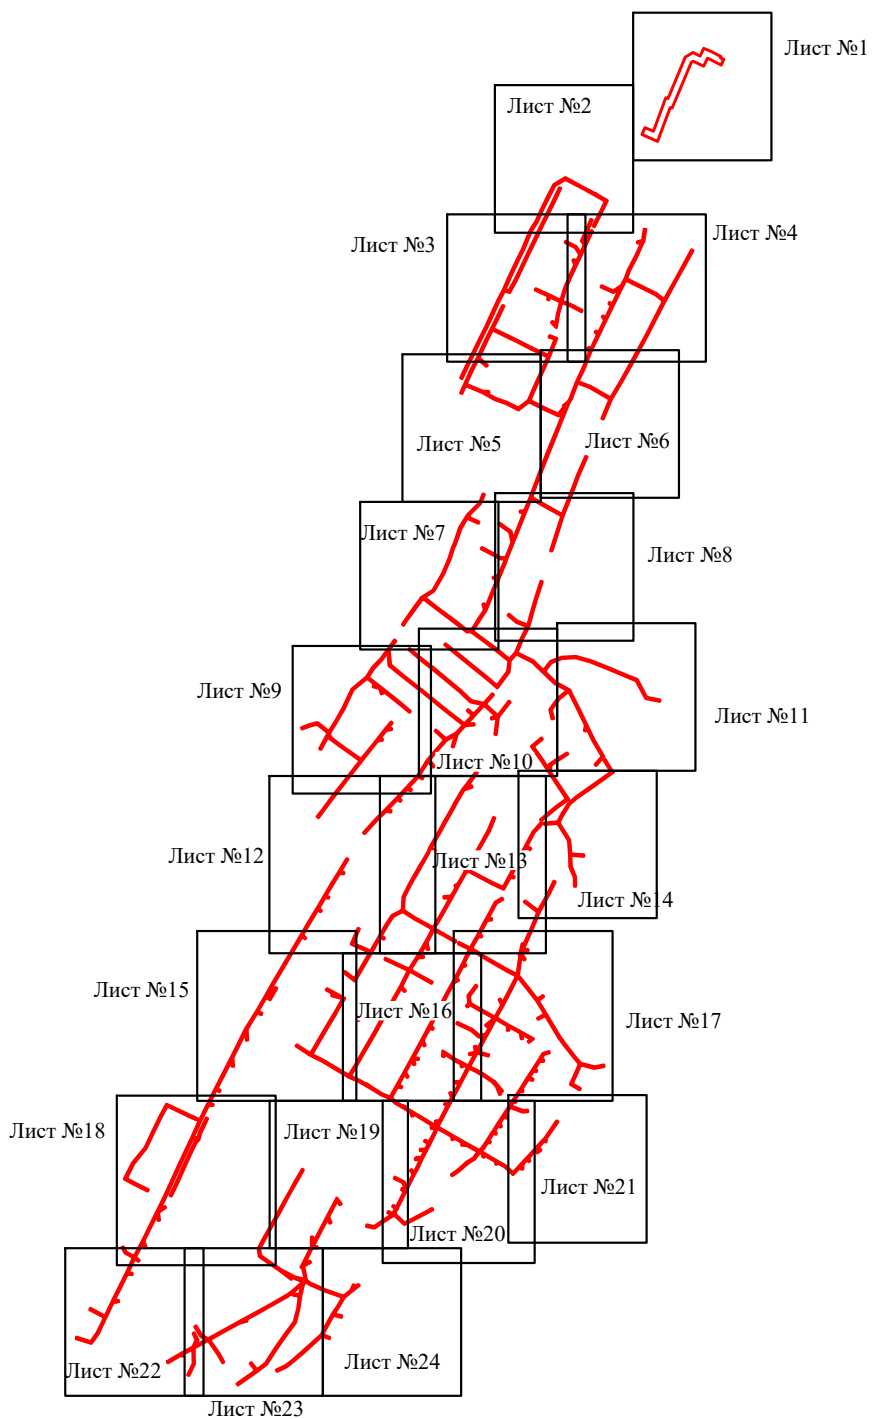 Лист №1
Лист №2
Лист №3
Лист №4
Лист №5
Лист №6
Лист №7
Лист №8
Лист №9
Лист №11
Лист №10
Лист №12
Лист №13
Лист №14
Лист №15
Лист №16
Лист №17
Лист №18
Лист №19
Лист №21
Лист №20
Лист №22
Лист №24
Лист №23